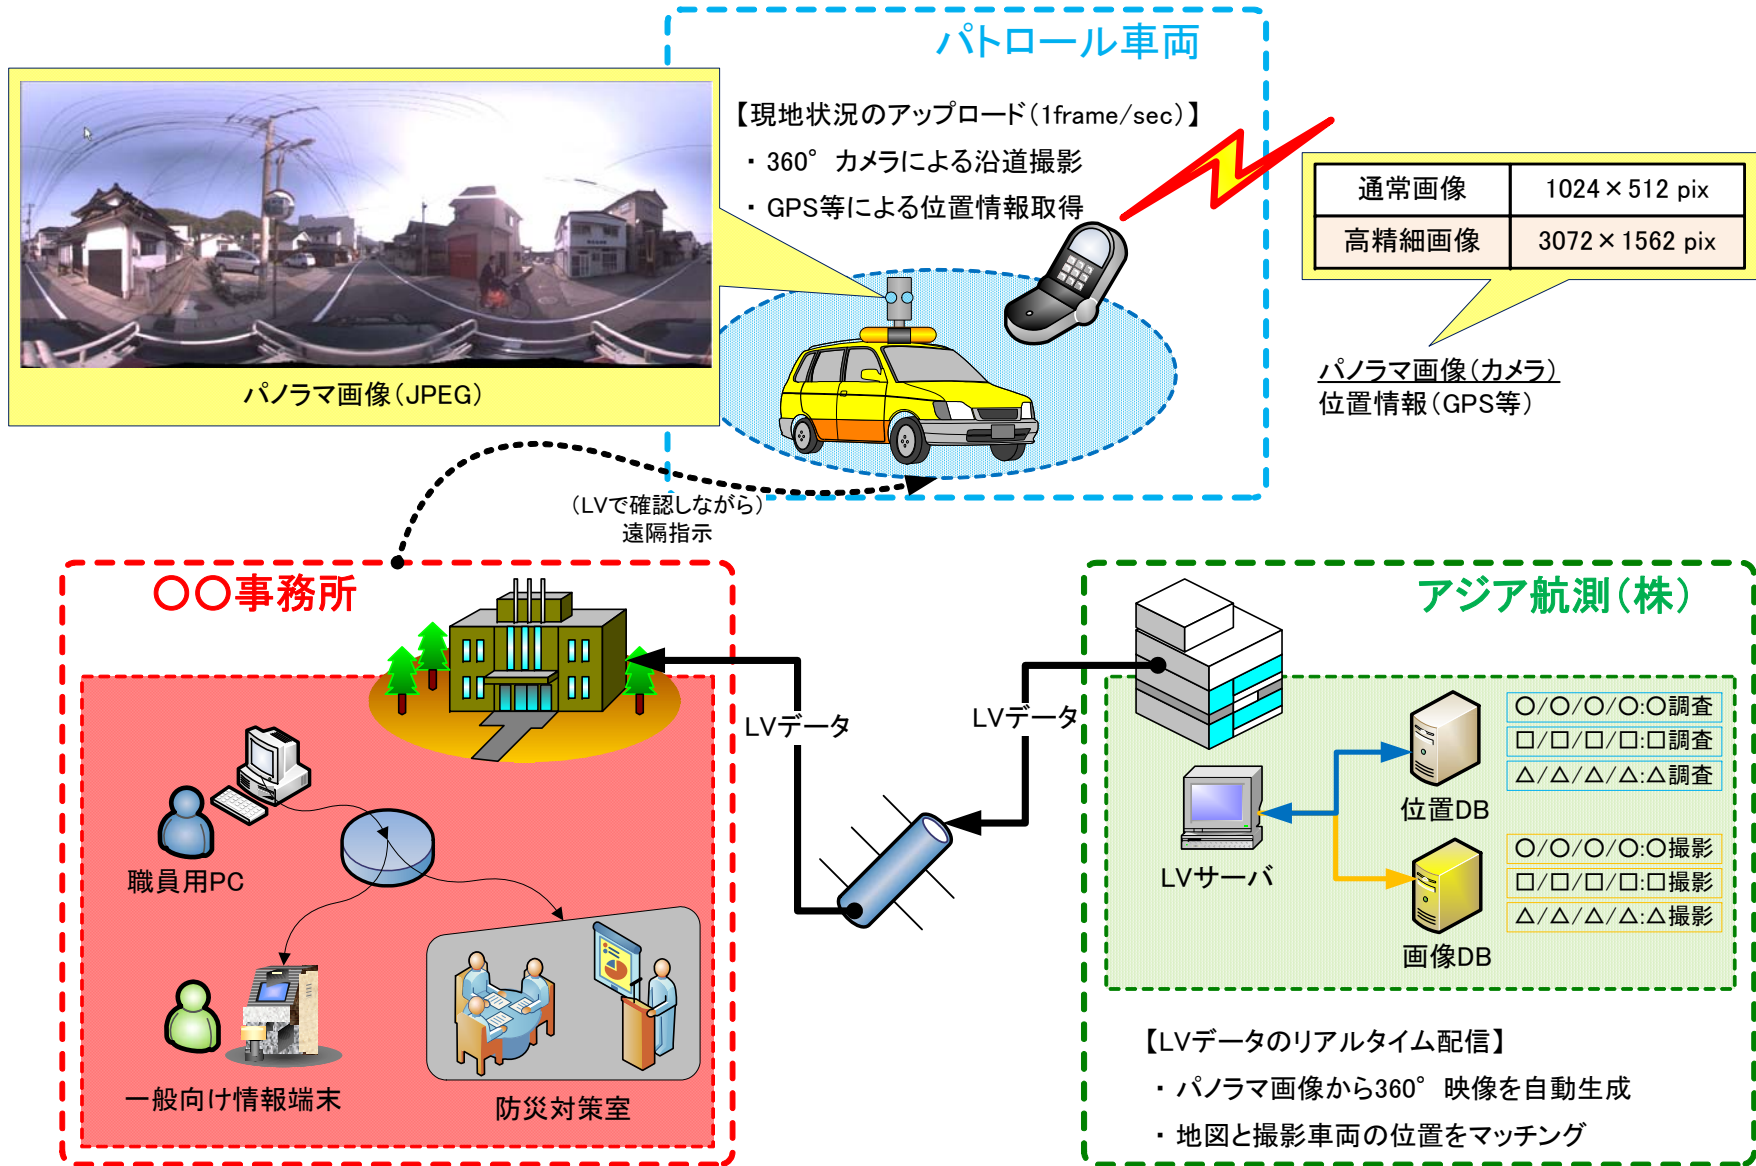 パトロール車両
【現地状況のアップロード（1frame/sec）】
・360°カメラによる沿道撮影
・GPS等による位置情報取得
パノラマ画像（JPEG）
通常画像 1024×512 pix
高精細画像 3072×1562 pix
パノラマ画像（カメラ）
位置情報（GPS等）
（LVで確認しながら）
遠隔指示
〇〇事務所
職員用PC
一般向け情報端末
防災対策室
LVデータ
LVデータ
アジア航測（株）
LVサーバ
位置DB
〇/〇/〇/〇:〇調査
□/□/□/□:□調査
△/△/△/△:△調査
画像DB
〇/〇/〇/〇:〇撮影
□/□/□/□:□撮影
△/△/△/△:△撮影
【LVデータのリアルタイム配信】
・パノラマ画像から360°映像を自動生成
・地図と撮影車両の位置をマッチング